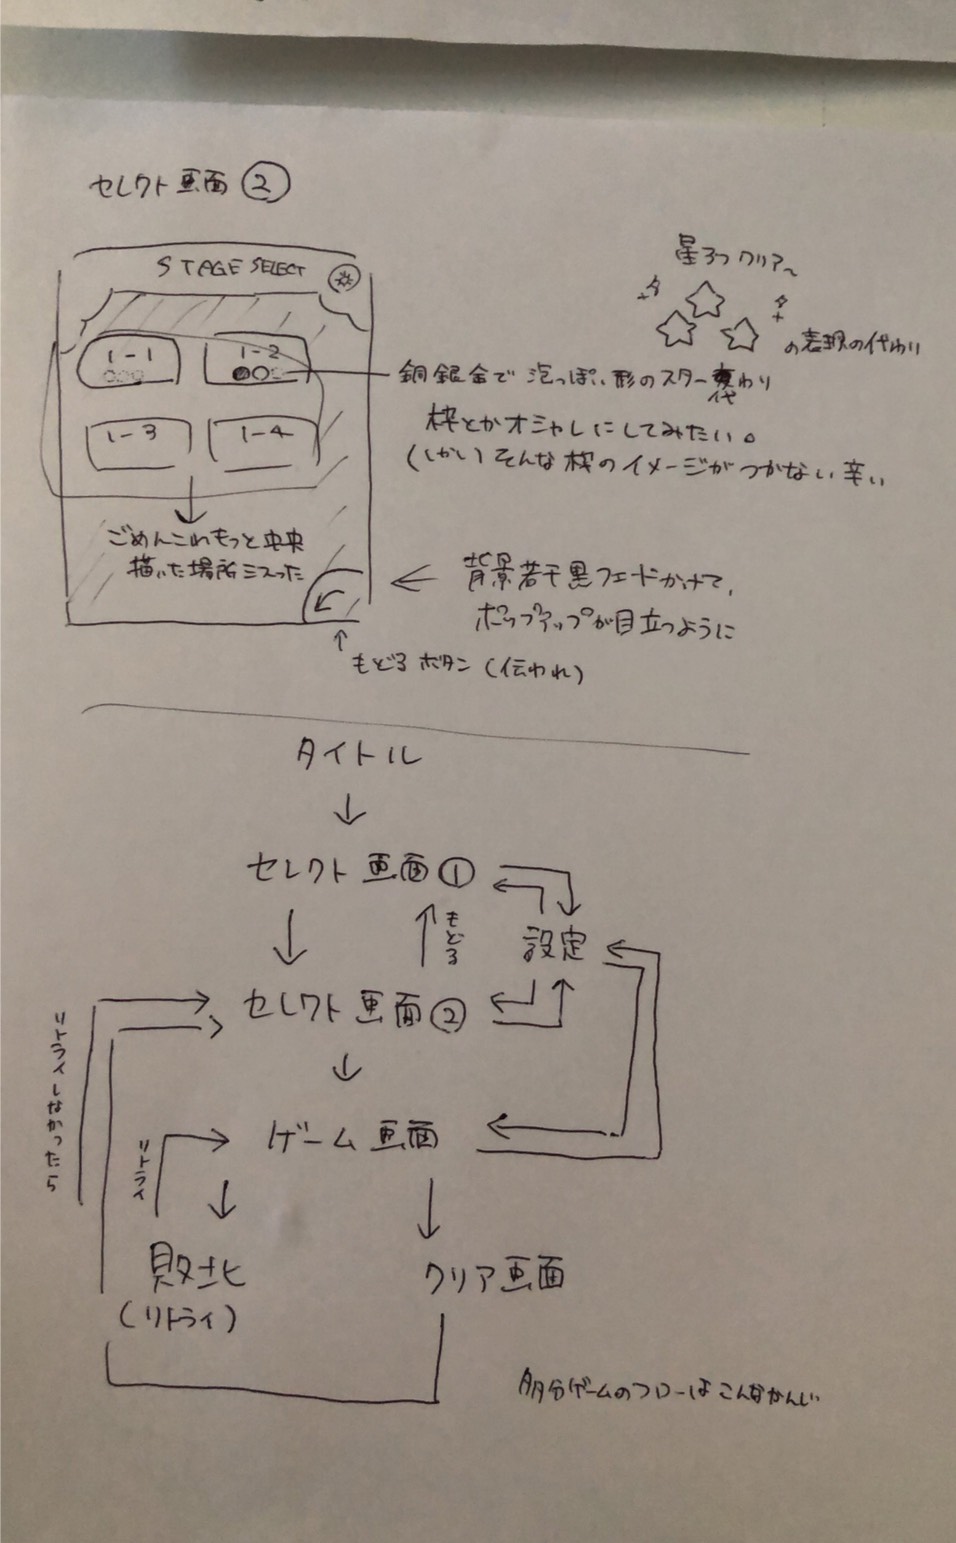 セレクト画面②
STAGE SELECT
1-1
1-2
1-3
1-4
ごめんこれもっと中央
描いた場所ミスった
星3つクリア~
の表現の代わり
銅銀金で泡っぽい形のスター代わり
枠とかオシャレにしてみたい。
(しかし)そんな枠のイメージがつかない辛い
背景若干黒フェードかけて、
ポップアップが目立つように
もどるボタン(伝われ)
タイトル
セレクト画面①
もどる
設定
セレクト画面②
リトライしなかったら
ゲーム画面
リトライ
敗北
(リトライ)
クリア画面
多分ゲームのフローはこんなかんじ